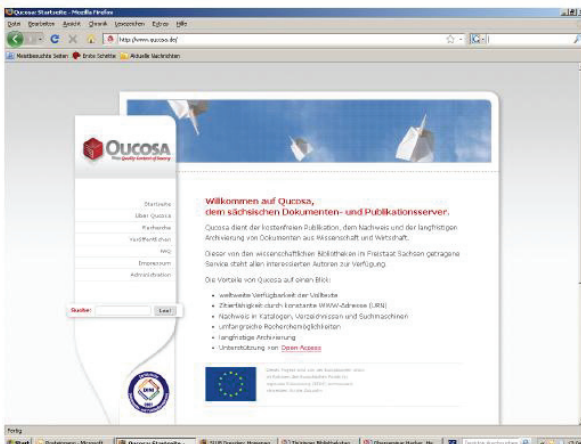 Qucosa: Startseite - Mozilla Firefox
Datei Bearbeiten Ansicht Chronik Lesezeichen Extras Hilfe
http://www.qucosa.de/
Meistbesuchte Seiten Erste Schritte Aktuelle Nachrichten
QUCOSA
Startseite
Über Qucosa
Recherche
Veröffentlichen
FAQ
Impressum
Administration
Suche: Los!
Willkommen auf Qucosa,
dem sächsischen Dokumenten- und Publikationsserver.
Qucosa dient der kostenfreien Publikation, dem Nachweis und der langfristigen
Archivierung von Dokumenten aus Wissenschaft und Wirtschaft.
Dieser von den wissenschaftlichen Bibliotheken im Freistaat Sachsen getragene
Service steht allen interessierten Autoren zur Verfügung.
Die Vorteile von Qucosa auf einen Blick:
• weltweite Verfügbarkeit der Volltexte
• Zitierfähigkeit durch konstante WWW-Adresse (URN)
• Nachweis in Katalogen, Verzeichnissen und Suchmaschinen
• umfangreiche Recherchemöglichkeiten
• langfristige Archivierung
• Unterstützung von Open Access
DINI
Fertig
Start
Qucosa: Startseite -